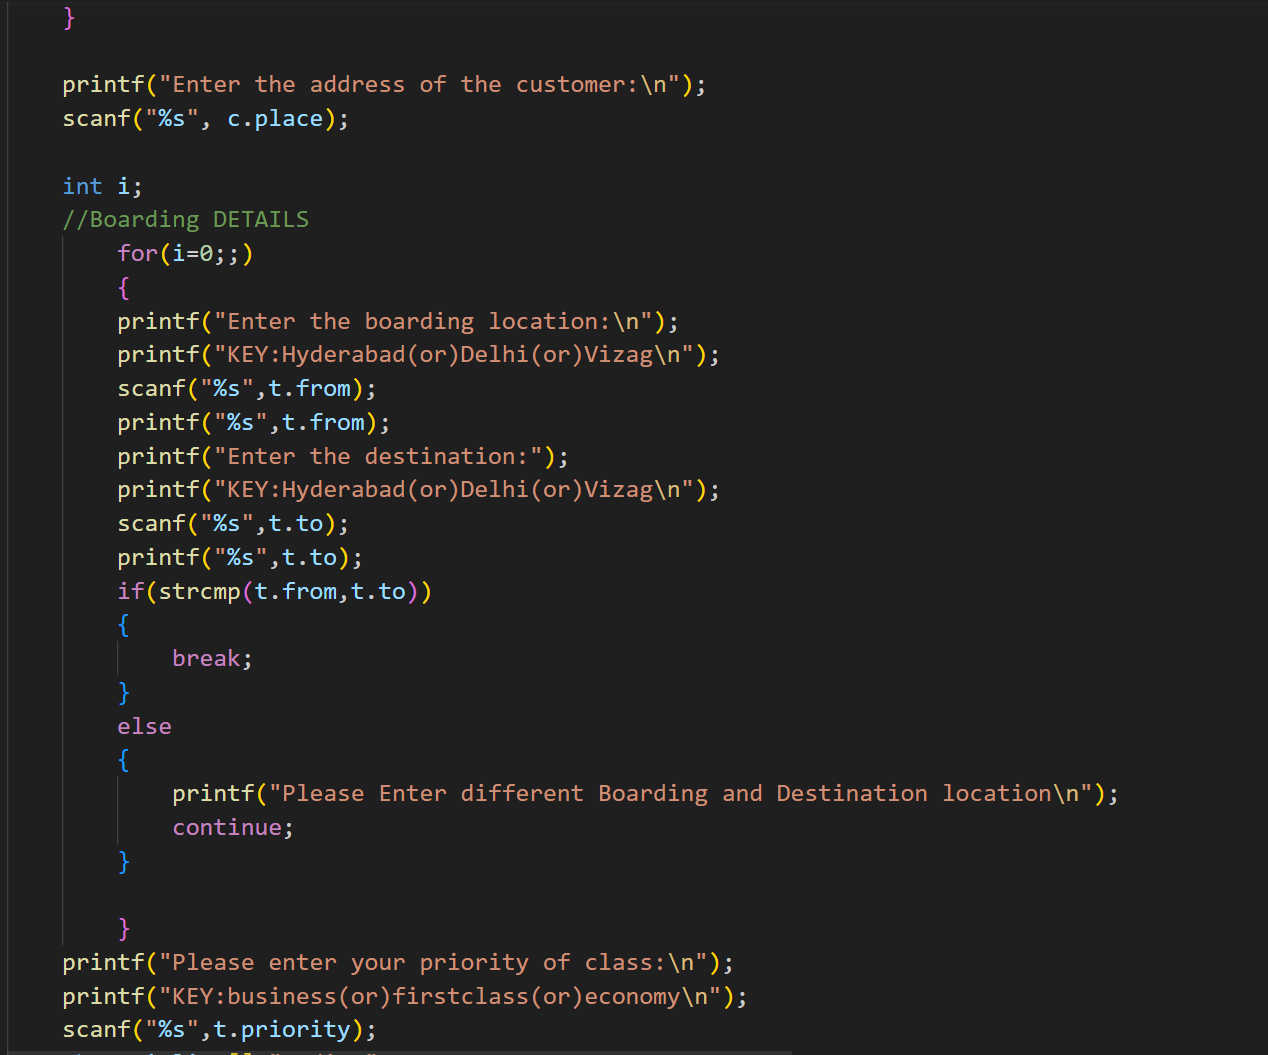 }
printf("Enter the address of the customer:\n");
scanf("%s", c.place);
int i;
//Boarding DETAILS
for(i=0;;)
{
printf("Enter the boarding location:\n");
printf("KEY:Hyderabad(or)Delhi(or)Vizag\n");
scanf("%s",t.from);
printf("%s",t.from);
printf("Enter the destination:");
printf("KEY:Hyderabad(or)Delhi(or)Vizag\n");
scanf("%s",t.to);
printf("%s",t.to);
if(strcmp(t.from,t.to))
{
break;
}
else
{
printf("Please Enter different Boarding and Destination location\n");
continue;
}
}
printf("Please enter your priority of class:\n");
printf("KEY:business(or)firstclass(or)economy\n");
scanf("%s",t.priority);